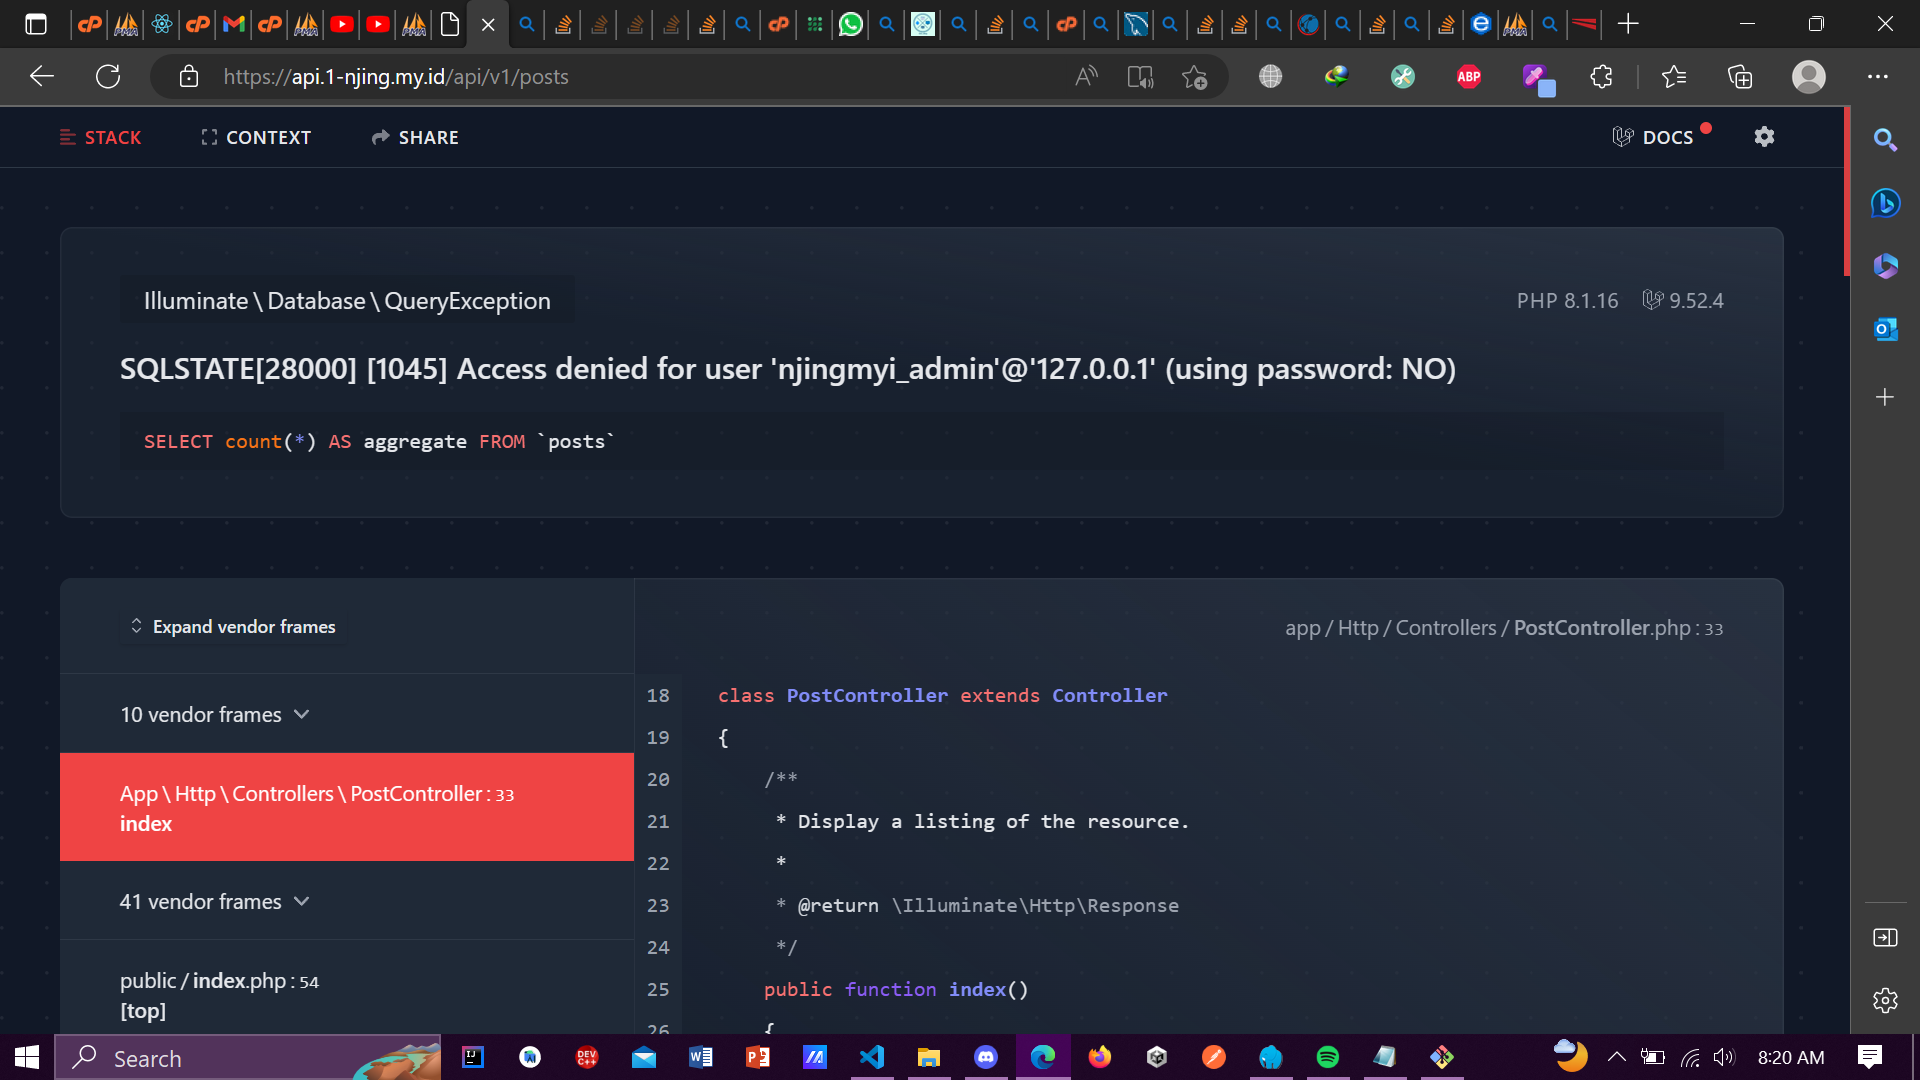 https://api.1-njing.my.id/api/v1/posts
ABP
STACK
CONTEXT
SHARE
DOCS
Illuminate \ Database \ QueryException
PHP 8.1.16
9.52.4
SQLSTATE[28000] [1045] Access denied for user 'njingmyi_admin'@'127.0.0.1' (using password: NO)
SELECT count(*) AS aggregate FROM `posts`
Expand vendor frames
app / Http / Controllers / PostController.php : 33
10 vendor frames
App \ Http \ Controllers \ PostController : 33
index
41 vendor frames
public / index.php : 54
[top]
18 class PostController extends Controller
19 {
20 /**
21 * Display a listing of the resource.
22 *
23 * @return \Illuminate\Http\Response
24 */
25 public function index()
26 {
Search
8:20 AM